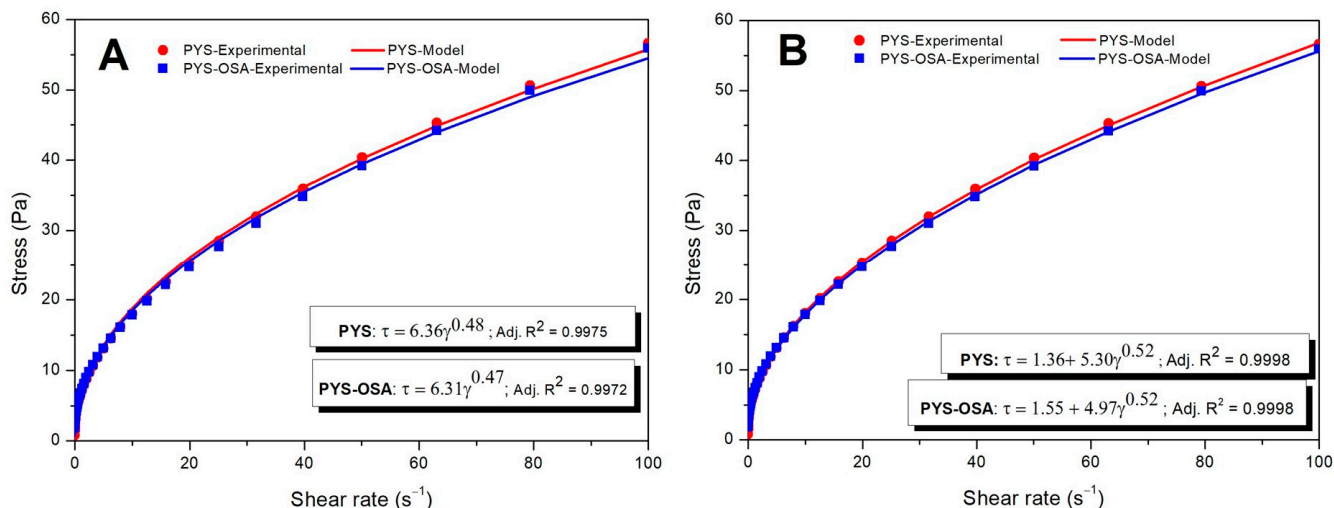 A
PYS-Experimental
PYS-Model
PYS-OSA-Experimental
PYS-OSA-Model
60
50
40
30
20
10
0
Stress (Pa)
PYS: τ = 6.36γ^0.48 ; Adj. R² = 0.9975
PYS-OSA: τ = 6.31γ^0.47 ; Adj. R² = 0.9972
0 20 40 60 80 100
Shear rate (s⁻¹)
B
PYS-Experimental
PYS-Model
PYS-OSA-Experimental
PYS-OSA-Model
60
50
40
30
20
10
0
Stress (Pa)
PYS: τ = 1.36+ 5.30γ^0.52 ; Adj. R² = 0.9998
PYS-OSA: τ = 1.55 + 4.97γ^0.52 ; Adj. R² = 0.9998
0 20 40 60 80 100
Shear rate (s⁻¹)